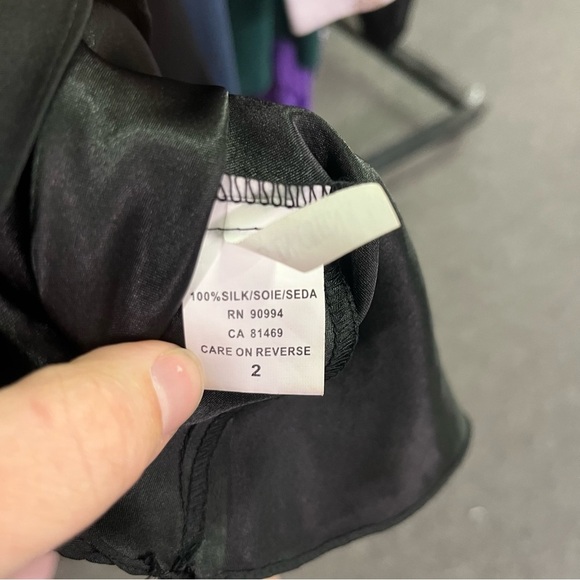 100%SILK/SOIE/SEDA
RN 90994
CA 81469
CARE ON REVERSE
2